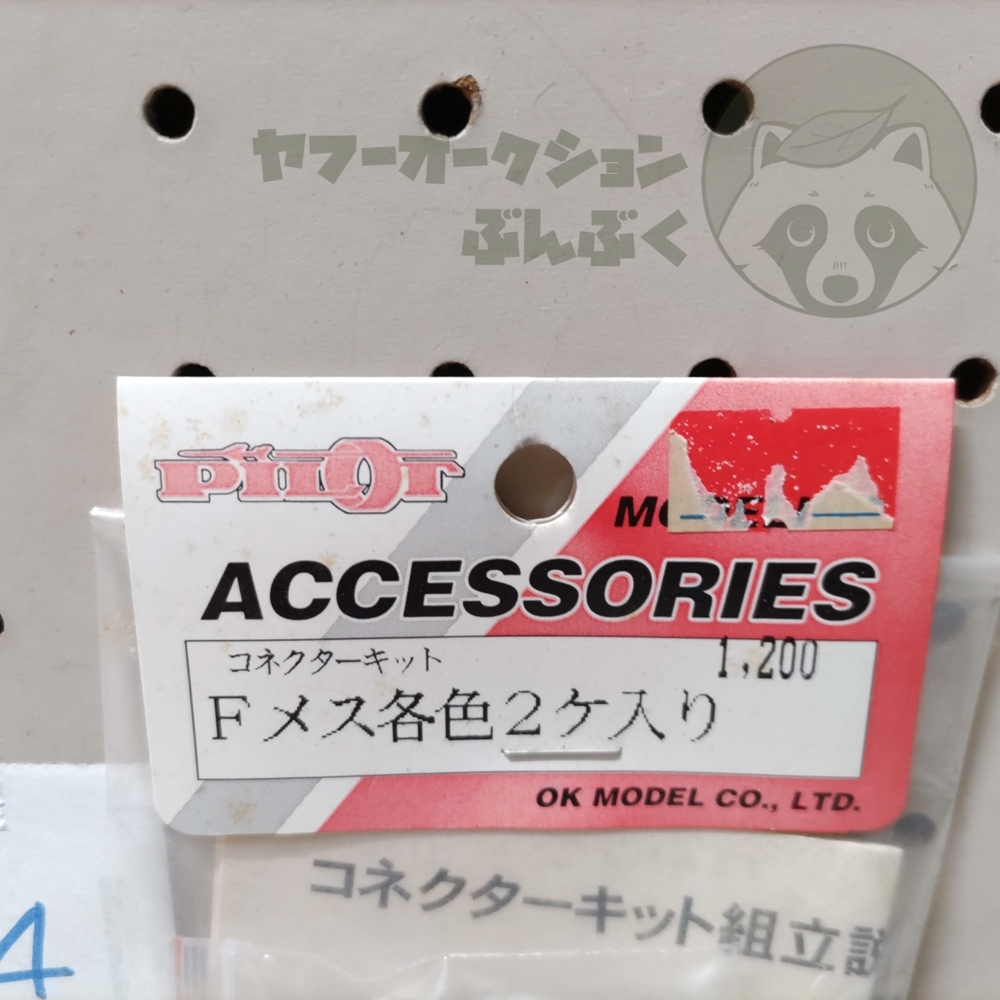 ヤフーオークション
ぶんぶく
PILOT
ACCESSORIES
コネクターキット 1,200
Fメス各色2ケ入り
OK MODEL CO., LTD.
コネクターキット組立説
4